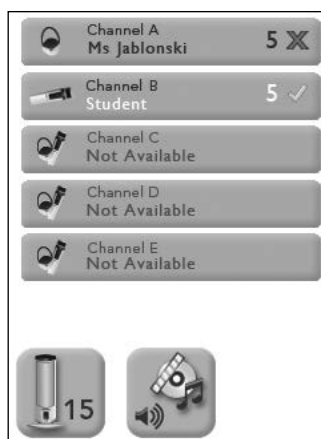 Channel A
Ms Jablonski
5
Channel B
Student
5
Channel C
Not Available
Channel D
Not Available
Channel E
Not Available
15